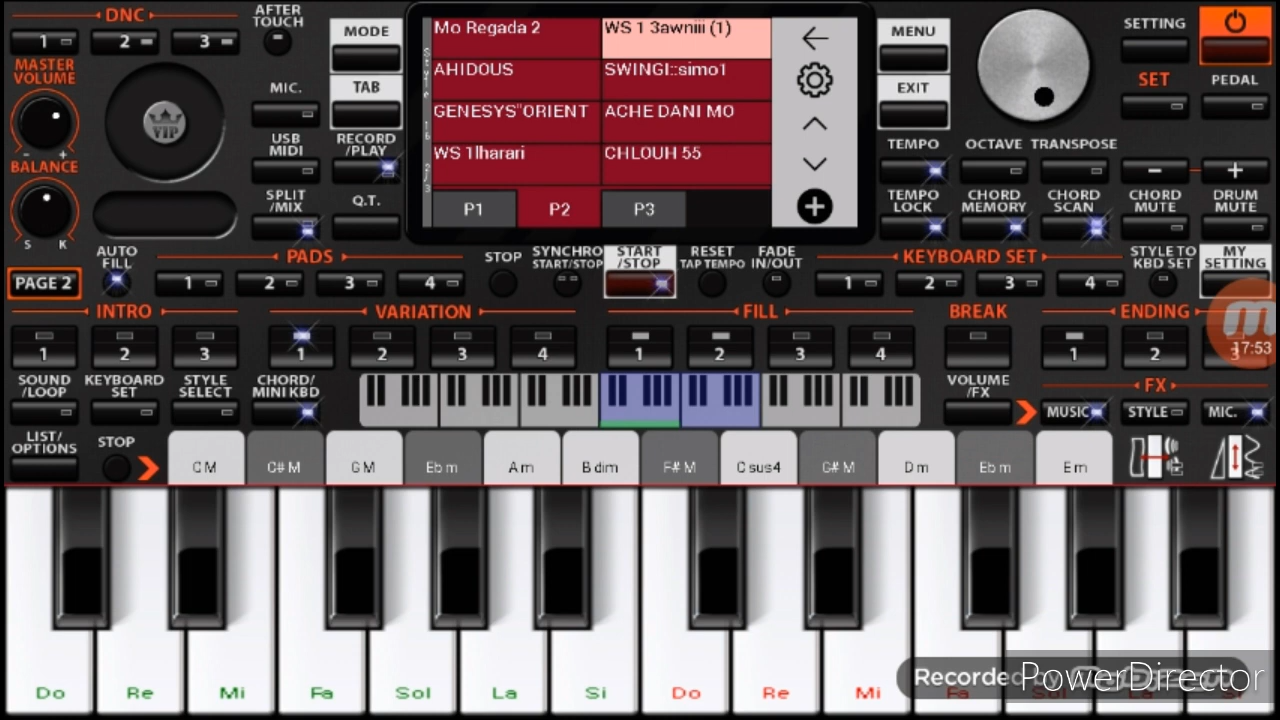 DNC
1 2 3
AFTER TOUCH
MASTER VOLUME
- +
BALANCE
S K
VIP
MIC.
USB MIDI
SPLIT /MIX
MODE
TAB
RECORD /PLAY
Q.T.
Mo Regada 2
WS 1 3awniii (1)
AHIDOUS
SWINGI::simo1
GENESYS"ORIENT
ACHE DANI MO
WS 1lharari
CHLOUH 55
P1 P2 P3
MENU
EXIT
SETTING
SET
PEDAL
TEMPO OCTAVE TRANSPOSE - +
TEMPO LOCK
CHORD MEMORY
CHORD SCAN
CHORD MUTE
DRUM MUTE
PAGE 2
AUTO FILL
PADS
1 2 3 4
STOP
SYNCHRO START/STOP
START /STOP
RESET TAP TEMPO
FADE IN/OUT
KEYBOARD SET
1 2 3 4
STYLE TO KBD SET
MY SETTING
INTRO
1 2 3
VARIATION
1 2 3 4
FILL
1 2 3 4
BREAK
ENDING
1 2 3
17:53
SOUND /LOOP
KEYBOARD SET
STYLE SELECT
CHORD/ MINI KBD
VOLUME /FX
FX
MUSIC STYLE MIC.
LIST/ OPTIONS
STOP
C M C# M G M Eb m A m B dim F# M C sus4 G# M D m Eb m E m
Do Re Mi Fa Sol La Si Do Re Mi Fa
Recorded by
PowerDirector